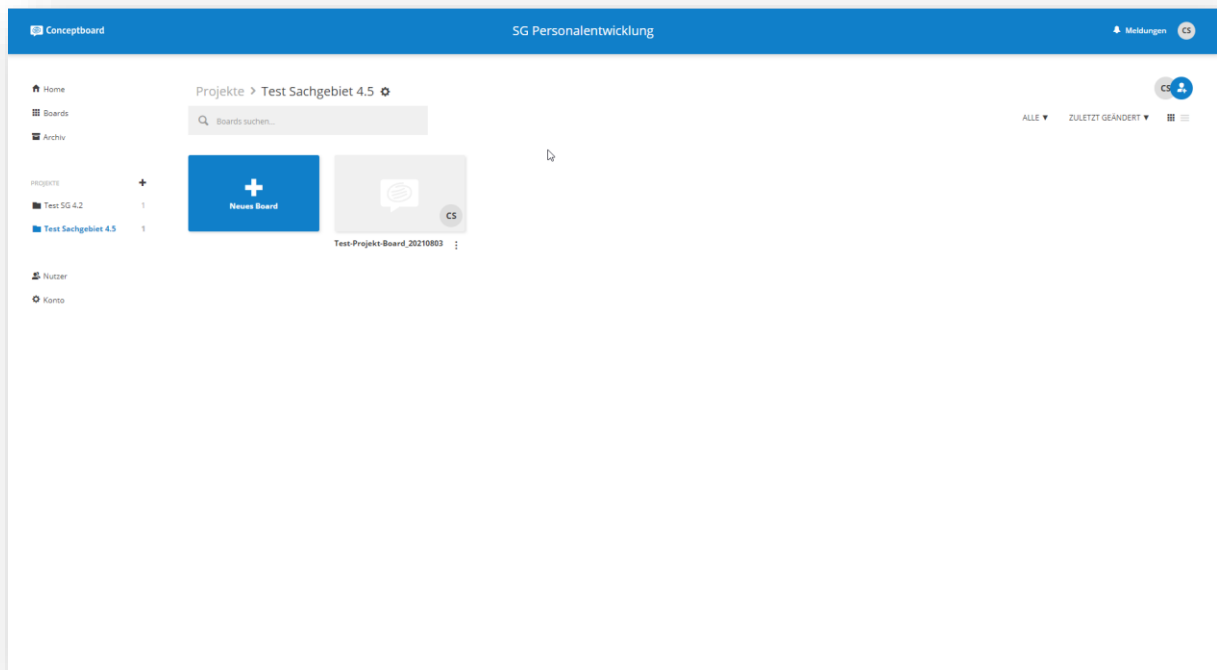 Conceptboard
SG Personalentwicklung
Meldungen
CS
Home
Boards
Archiv
PROJEKTE
Test SG 4.2 1
Test Sachgebiet 4.5 1
Nutzer
Konto
Projekte > Test Sachgebiet 4.5
CS
Boards suchen...
ALLE ▼ ZULETZT GEÄNDERT ▼
Neues Board
CS
Test-Projekt-Board_20210803